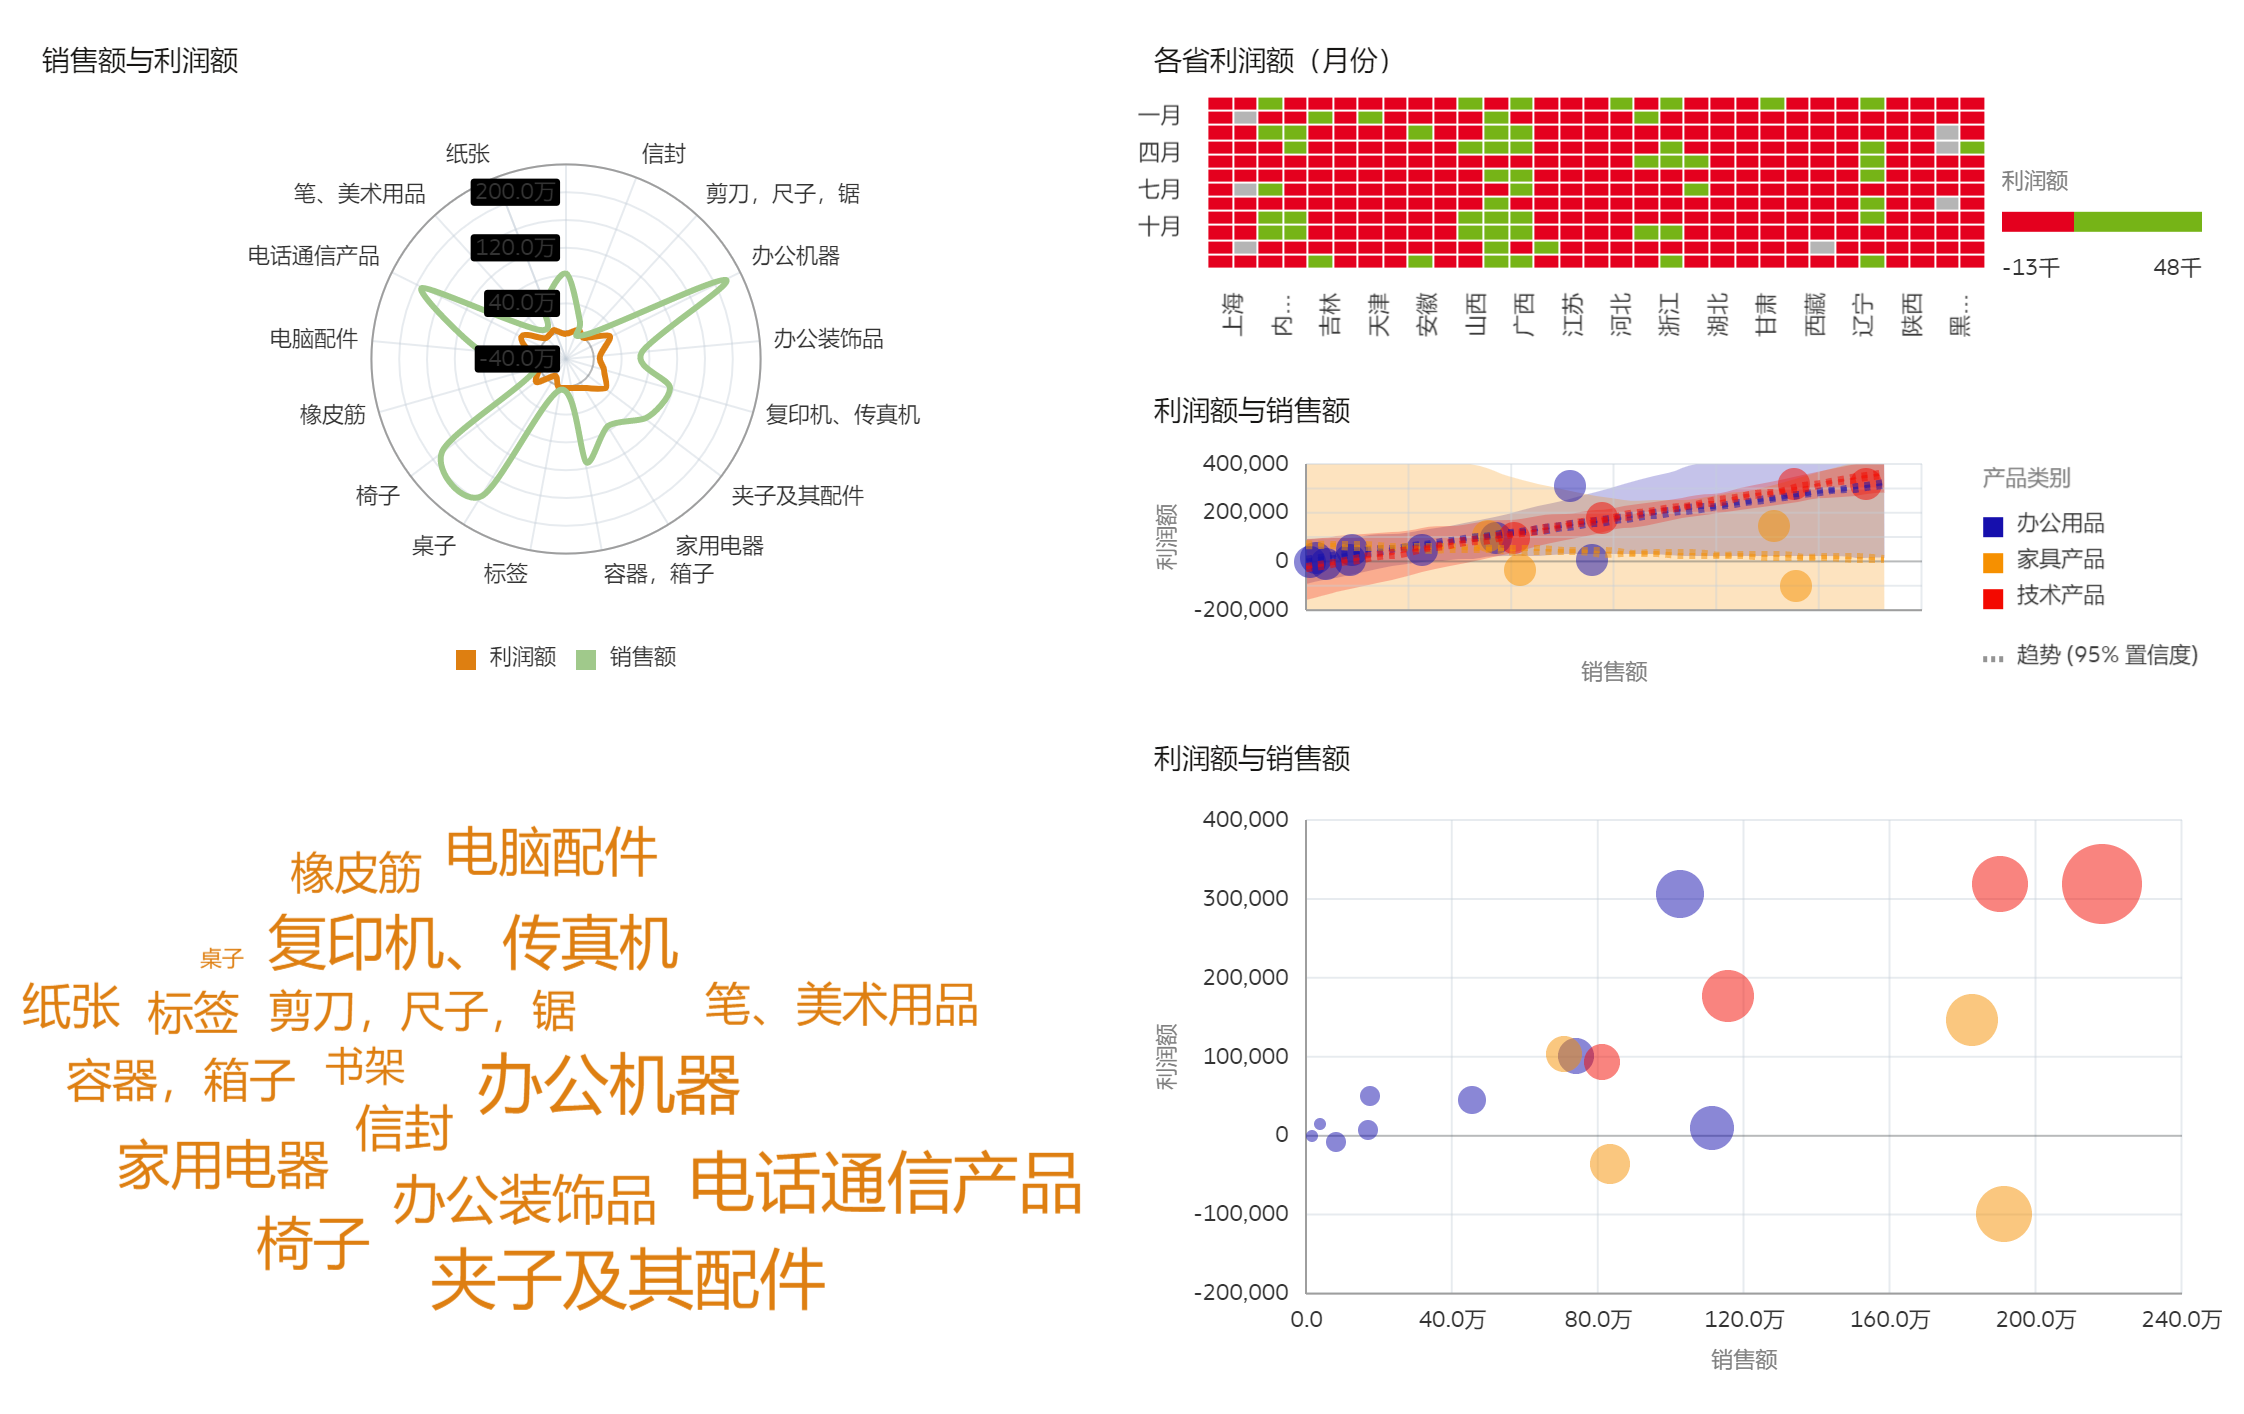 销售额与利润额
纸张
信封
笔、美术用品
200.0万
剪刀，尺子，锯
电话通信产品
120.0万
办公机器
40.0万
电脑配件
-40.0万
办公装饰品
橡皮筋
复印机、传真机
椅子
夹子及其配件
桌子
家用电器
标签
容器，箱子
利润额
销售额
各省利润额（月份）
一月
四月
七月
十月
上海
内…
吉林
天津
安徽
山西
广西
江苏
河北
浙江
湖北
甘肃
西藏
辽宁
陕西
黑…
利润额
-13千
48千
利润额与销售额
400,000
200,000
0
-200,000
利润额
销售额
产品类别
办公用品
家具产品
技术产品
趋势 (95% 置信度)
电脑配件
橡皮筋
复印机、传真机
桌子
纸张
标签
剪刀，尺子，锯
笔、美术用品
容器，箱子
书架
办公机器
信封
家用电器
办公装饰品
电话通信产品
椅子
夹子及其配件
利润额与销售额
400,000
300,000
200,000
100,000
0
-100,000
-200,000
利润额
0.0
40.0万
80.0万
120.0万
160.0万
200.0万
240.0万
销售额